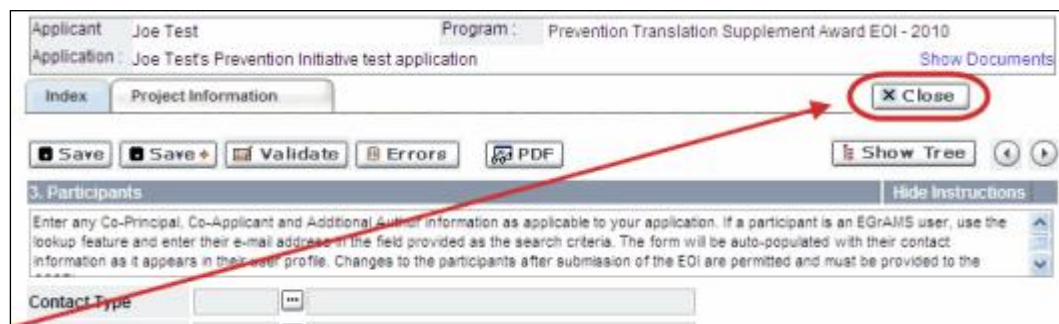 Applicant Joe Test Program : Prevention Translation Supplement Award EOI - 2010
Application : Joe Test's Prevention Initiative test application Show Documents
Index Project Information X Close
Save Save+ Validate Errors PDF Show Tree
3. Participants Hide Instructions
Enter any Co-Principal, Co-Applicant and Additional Author information as applicable to your application. If a participant is an EGrAMS user, use the
lookup feature and enter their e-mail address in the field provided as the search criteria. The form will be auto-populated with their contact
information as it appears in their user profile. Changes to the participants after submission of the EOI are permitted and must be provided to the
Contact Type ...